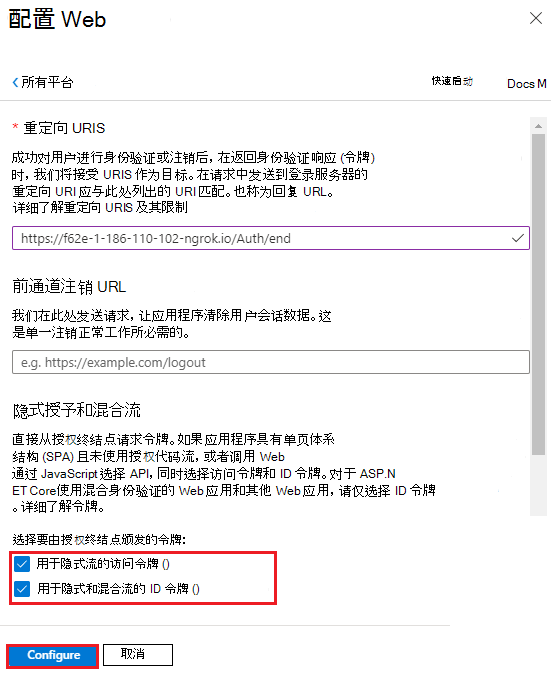 配置 Web
所有平台
快速启动
Docs M
* 重定向 URIS
成功对用户进行身份验证或注销后，在返回身份验证响应 (令牌)
时，我们将接受 URIS 作为目标。在请求中发送到登录服务器的
重定向 URI 应与此处列出的 URI 匹配。也称为回复 URL。
详细了解重定向 URIS 及其限制
https://f62e-1-186-110-102-ngrok.io/Auth/end
前通道注销 URL
我们在此处发送请求，让应用程序清除用户会话数据。这
是单一注销正常工作所必需的。
e.g. https://example.com/logout
隐式授予和混合流
直接从授权终结点请求令牌。如果应用程序具有单页体系
结构 (SPA) 且未使用授权代码流，或者调用 Web
通过 JavaScript 选择 API，同时选择访问令牌和 ID 令牌。对于 ASP.N
ET Core使用混合身份验证的 Web 应用和其他 Web 应用，请仅选择 ID 令牌
。详细了解令牌。
选择要由授权终结点颁发的令牌:
用于隐式流的访问令牌 ()
用于隐式和混合流的 ID 令牌 ()
Configure
取消